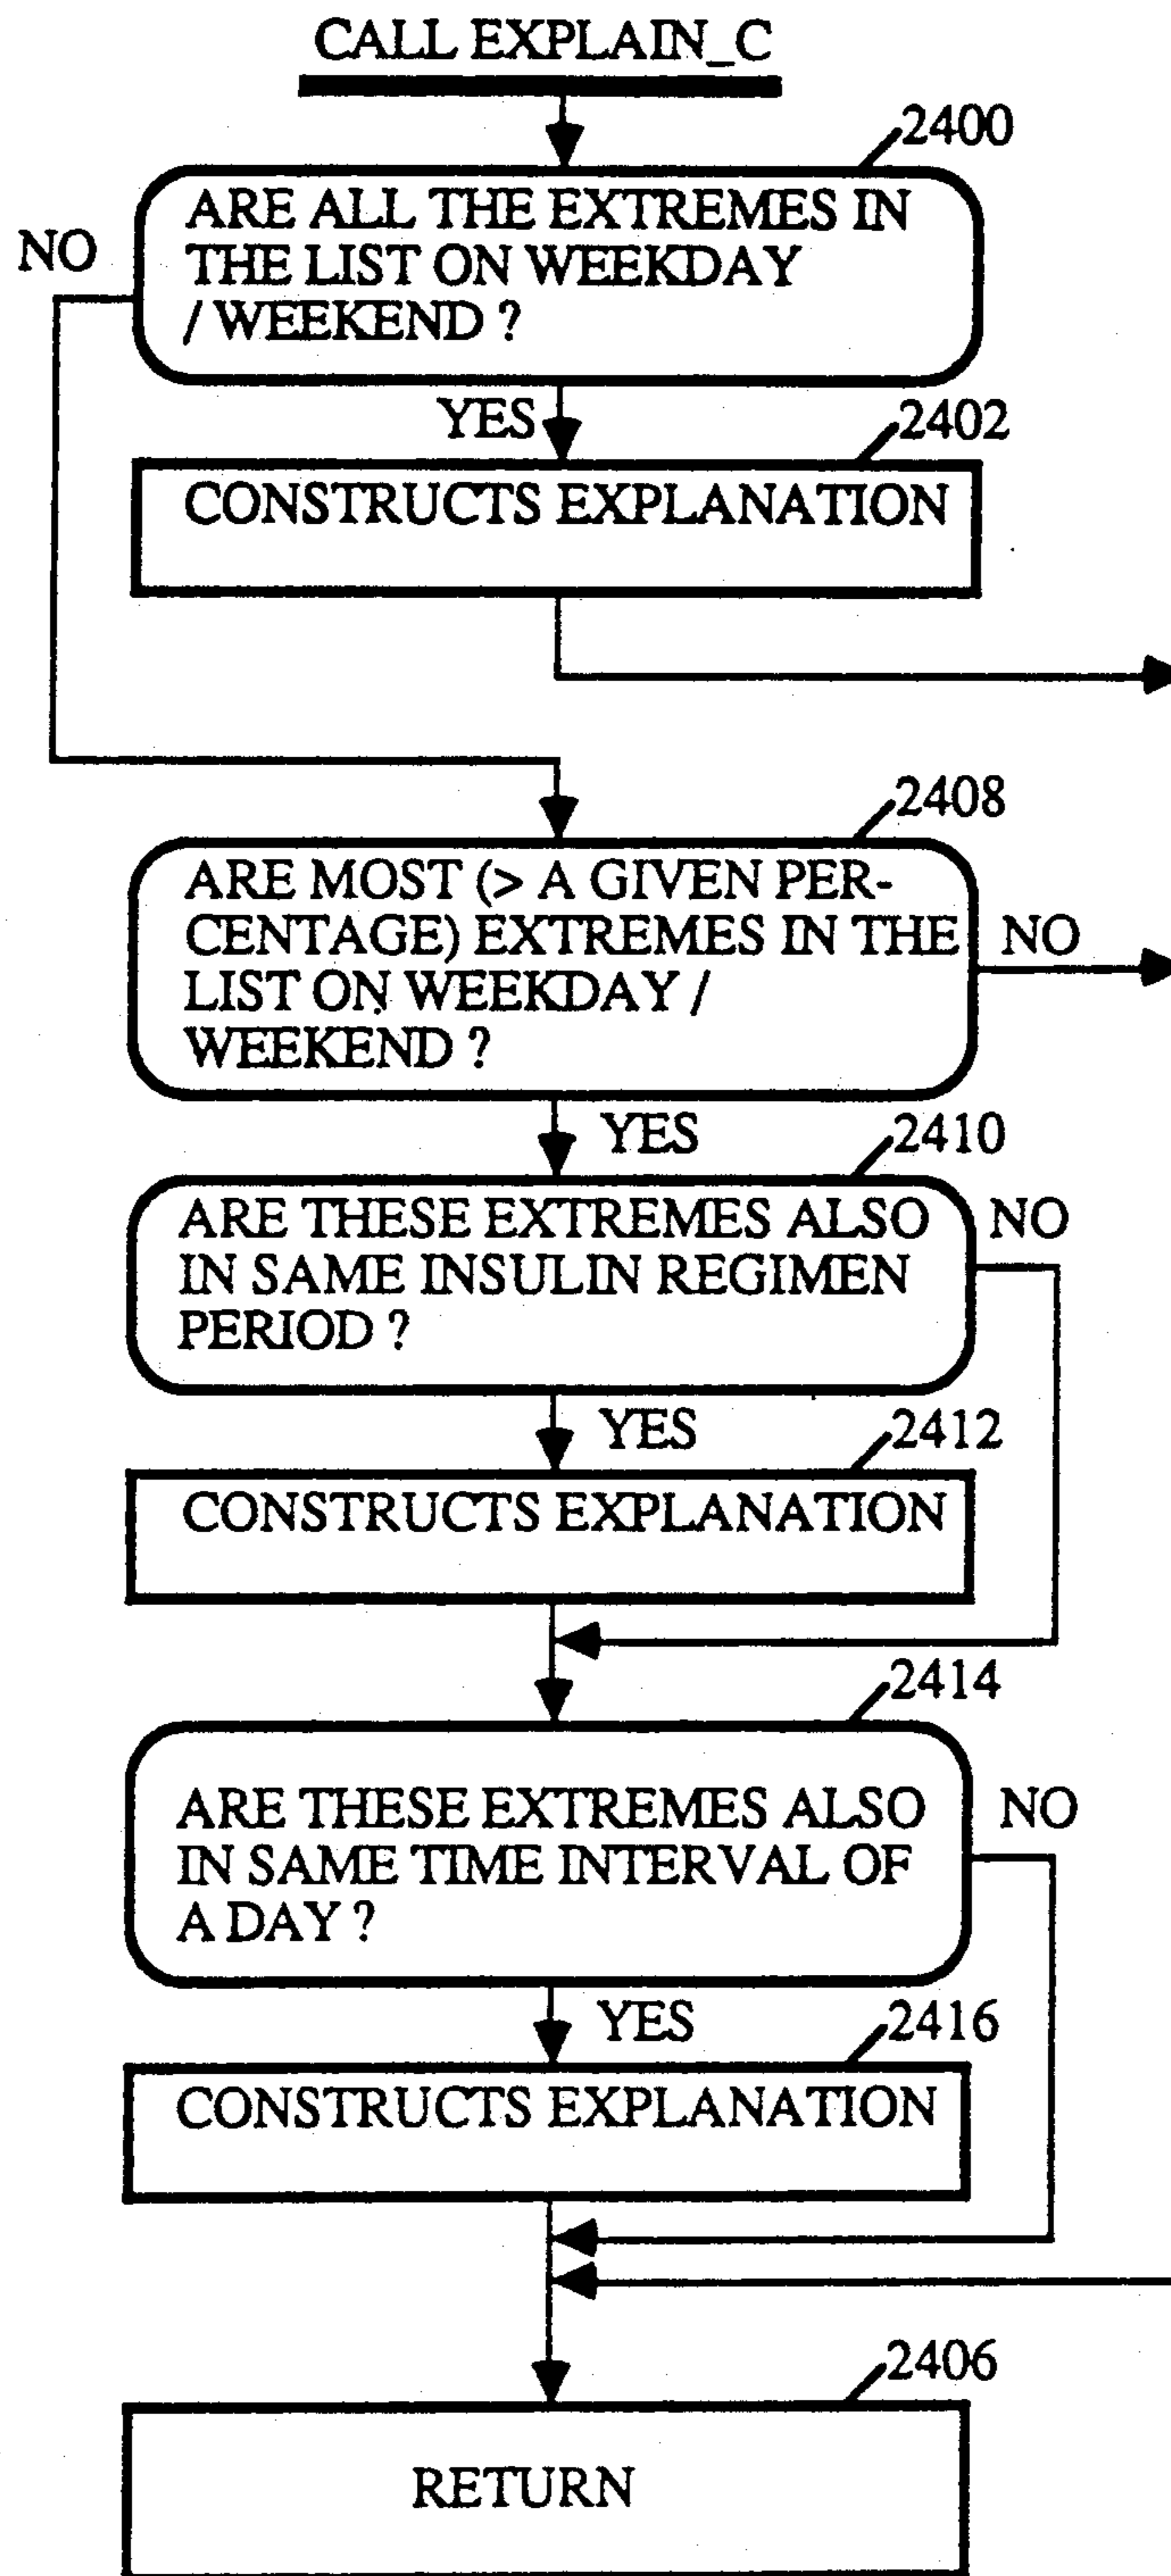 CALL EXPLAIN_C
2400
NO
ARE ALL THE EXTREMES IN
THE LIST ON WEEKDAY
/ WEEKEND ?
YES
2402
CONSTRUCTS EXPLANATION
2408
ARE MOST (> A GIVEN PER-
CENTAGE) EXTREMES IN THE
LIST ON WEEKDAY /
WEEKEND ?
NO
YES
2410
ARE THESE EXTREMES ALSO
IN SAME INSULIN REGIMEN
PERIOD ?
NO
YES
2412
CONSTRUCTS EXPLANATION
2414
ARE THESE EXTREMES ALSO
IN SAME TIME INTERVAL OF
A DAY ?
NO
YES
2416
CONSTRUCTS EXPLANATION
2406
RETURN